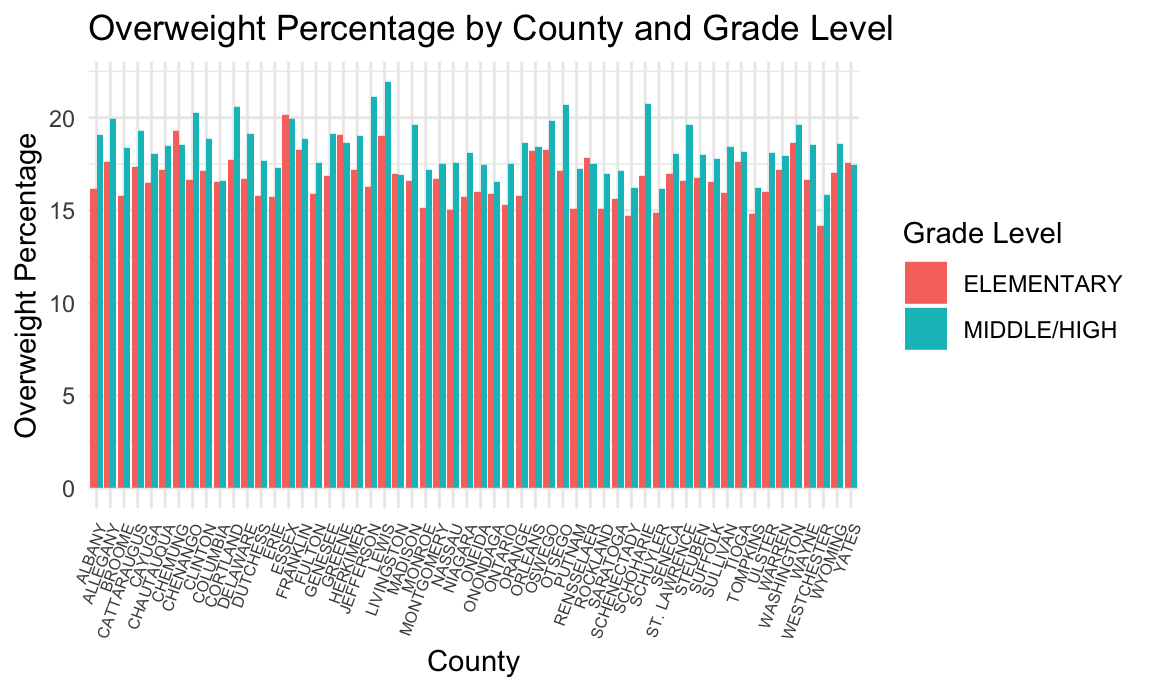 Overweight Percentage by County and Grade Level
Overweight Percentage
20
15
10
5
0
ALBANY
ALLEGANY
BROOME
CATTARAUGUS
CAYUGA
CHAUTAUQUA
CHEMUNG
CHENANGO
CLINTON
COLUMBIA
CORTLAND
DELAWARE
DUTCHESS
ERIE
ESSEX
FRANKLIN
FULTON
GENESEE
GREENE
HERKIMER
JEFFERSON
LEWIS
LIVINGSTON
MADISON
MONROE
MONTGOMERY
NASSAU
NIAGARA
ONEIDA
ONONDAGA
ONTARIO
ORANGE
ORLEANS
OSWEGO
OTSEGO
PUTNAM
RENSSELAER
ROCKLAND
SARATOGA
SCHENECTADY
SCHOHARIE
SCHUYLER
SENECA
ST. LAWRENCE
STEUBEN
SUFFOLK
SULLIVAN
TIOGA
TOMPKINS
ULSTER
WARREN
WASHINGTON
WAYNE
WESTCHESTER
WYOMING
YATES
County
Grade Level
ELEMENTARY
MIDDLE/HIGH